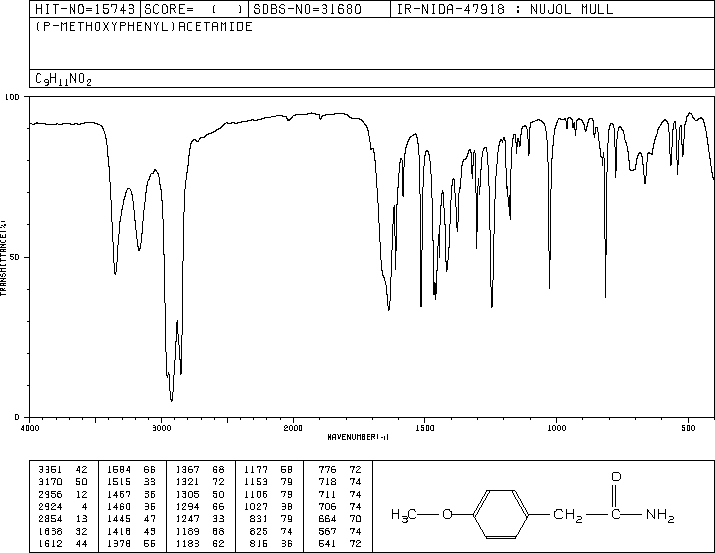 HIT-NO=15743 SCORE= ( ) SDBS-NO=31680 IR-NIDA-47918 : NUJOL MULL
(P-METHOXYPHENYL)ACETAMIDE
C9H11NO2
100
50
0
TRANSMITTANCE(%)
4000 3000 2000 1500 1000 500
WAVENUMBER(-1)
3351 42 1584 66 1367 68 1177 58 776 72
3170 50 1515 33 1321 72 1153 79 718 74
2956 12 1467 36 1305 50 1106 79 711 74
2924 4 1460 36 1294 66 1027 38 706 74
2854 13 1445 47 1247 33 831 79 664 70
1638 32 1418 43 1189 68 825 74 567 74
1612 44 1378 56 1183 62 816 36 541 72
H3C O CH2 O NH2